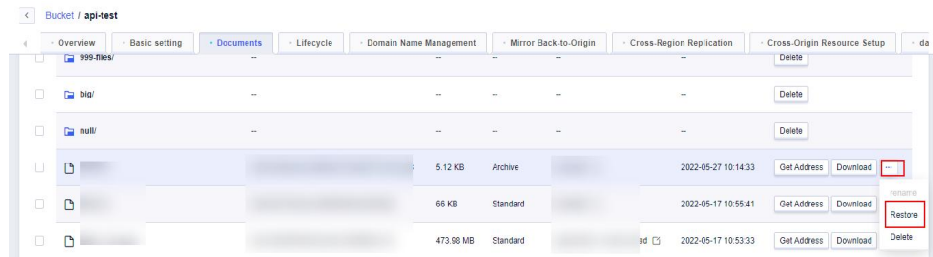 Bucket / api-test
Overview Basic setting Documents Lifecycle Domain Name Management Mirror Back-to-Origin Cross-Region Replication Cross-Origin Resource Setup da
999-files/ -- -- -- -- -- Delete
big/ -- -- -- -- -- Delete
null/ -- -- -- -- -- Delete
5.12 KB Archive 2022-05-27 10:14:33 Get Address Download ...
rename
66 KB Standard 2022-05-17 10:55:41 Get Address Download
Restore
473.98 MB Standard ad 2022-05-17 10:53:33 Get Address Download
Delete